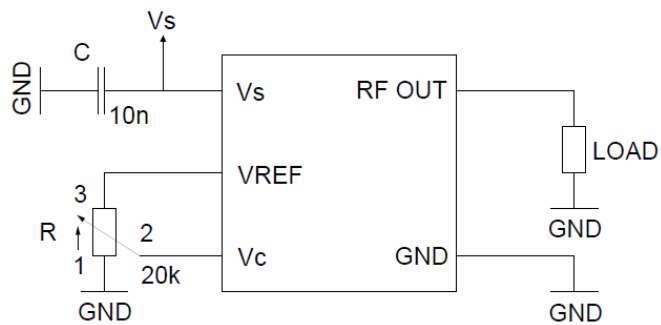 Vs
C
GND
10n
Vs
RF OUT
LOAD
GND
VREF
3
R
2
1
20k
GND
Vc
GND
GND